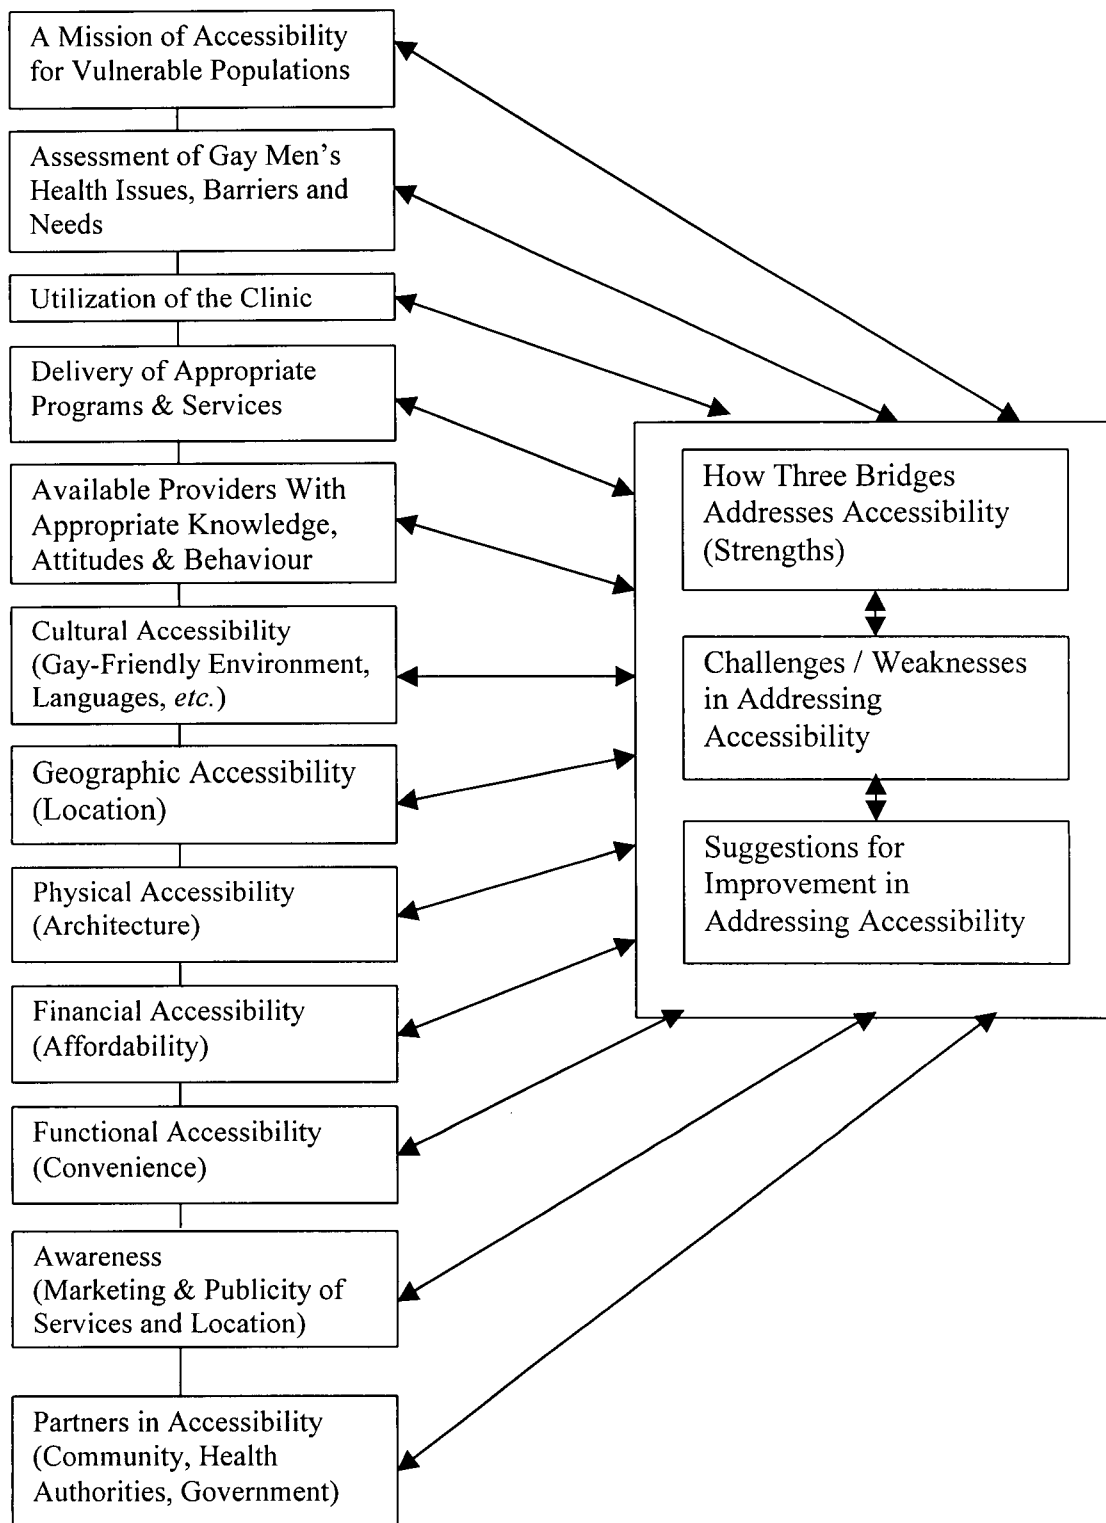 A Mission of Accessibility
for Vulnerable Populations
Assessment of Gay Men's
Health Issues, Barriers and
Needs
Utilization of the Clinic
Delivery of Appropriate
Programs & Services
Available Providers With
Appropriate Knowledge,
Attitudes & Behaviour
Cultural Accessibility
(Gay-Friendly Environment,
Languages, etc.)
Geographic Accessibility
(Location)
Physical Accessibility
(Architecture)
Financial Accessibility
(Affordability)
Functional Accessibility
(Convenience)
Awareness
(Marketing & Publicity of
Services and Location)
Partners in Accessibility
(Community, Health
Authorities, Government)
How Three Bridges
Addresses Accessibility
(Strengths)
Challenges / Weaknesses
in Addressing
Accessibility
Suggestions for
Improvement in
Addressing Accessibility